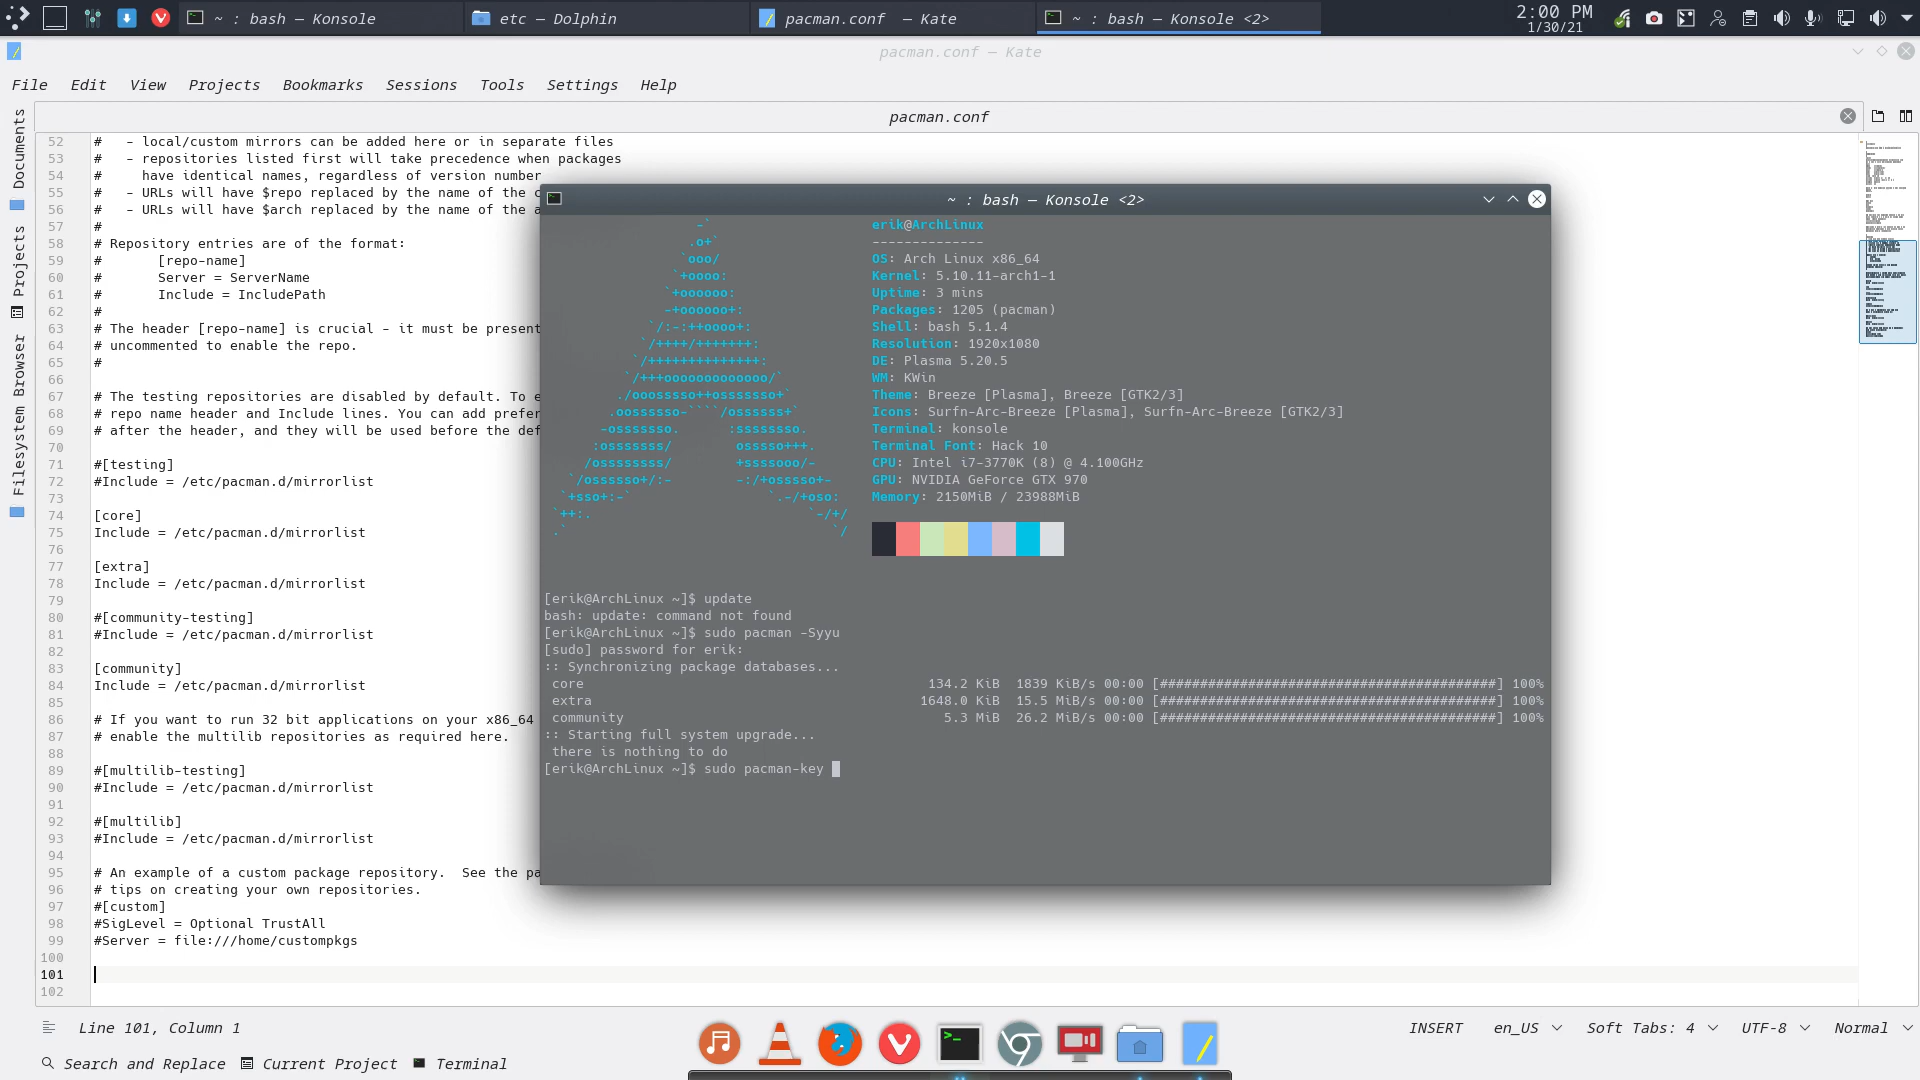 ~ : bash — Konsole
etc — Dolphin
pacman.conf — Kate
~ : bash — Konsole <2>
2:00 PM
1/30/21
pacman.conf — Kate
File Edit View Projects Bookmarks Sessions Tools Settings Help
pacman.conf
Documents
Projects
Filesystem Browser
52 #   - local/custom mirrors can be added here or in separate files
53 #   - repositories listed first will take precedence when packages
54 #     have identical names, regardless of version number
55 #   - URLs will have $repo replaced by the name of the c
56 #   - URLs will have $arch replaced by the name of the a
57 #
58 # Repository entries are of the format:
59 #       [repo-name]
60 #       Server = ServerName
61 #       Include = IncludePath
62 #
63 # The header [repo-name] is crucial - it must be present
64 # uncommented to enable the repo.
65 #
66
67 # The testing repositories are disabled by default. To e
68 # repo name header and Include lines. You can add prefer
69 # after the header, and they will be used before the def
70
71 #[testing]
72 #Include = /etc/pacman.d/mirrorlist
73
74 [core]
75 Include = /etc/pacman.d/mirrorlist
76
77 [extra]
78 Include = /etc/pacman.d/mirrorlist
79
80 #[community-testing]
81 #Include = /etc/pacman.d/mirrorlist
82
83 [community]
84 Include = /etc/pacman.d/mirrorlist
85
86 # If you want to run 32 bit applications on your x86_64
87 # enable the multilib repositories as required here.
88
89 #[multilib-testing]
90 #Include = /etc/pacman.d/mirrorlist
91
92 #[multilib]
93 #Include = /etc/pacman.d/mirrorlist
94
95 # An example of a custom package repository.  See the pa
96 # tips on creating your own repositories.
97 #[custom]
98 #SigLevel = Optional TrustAll
99 #Server = file:///home/custompkgs
100
101
102
~ : bash — Konsole <2>
erik@ArchLinux
--------------
OS: Arch Linux x86_64
Kernel: 5.10.11-arch1-1
Uptime: 3 mins
Packages: 1205 (pacman)
Shell: bash 5.1.4
Resolution: 1920x1080
DE: Plasma 5.20.5
WM: KWin
Theme: Breeze [Plasma], Breeze [GTK2/3]
Icons: Surfn-Arc-Breeze [Plasma], Surfn-Arc-Breeze [GTK2/3]
Terminal: konsole
Terminal Font: Hack 10
CPU: Intel i7-3770K (8) @ 4.100GHz
GPU: NVIDIA GeForce GTX 970
Memory: 2150MiB / 23988MiB
[erik@ArchLinux ~]$ update
bash: update: command not found
[erik@ArchLinux ~]$ sudo pacman -Syyu
[sudo] password for erik:
:: Synchronizing package databases...
core 134.2 KiB 1839 KiB/s 00:00 [##########################################] 100%
extra 1648.0 KiB 15.5 MiB/s 00:00 [##########################################] 100%
community 5.3 MiB 26.2 MiB/s 00:00 [##########################################] 100%
:: Starting full system upgrade...
there is nothing to do
[erik@ArchLinux ~]$ sudo pacman-key
Line 101, Column 1
INSERT en_US Soft Tabs: 4 UTF-8 Normal
Search and Replace Current Project Terminal